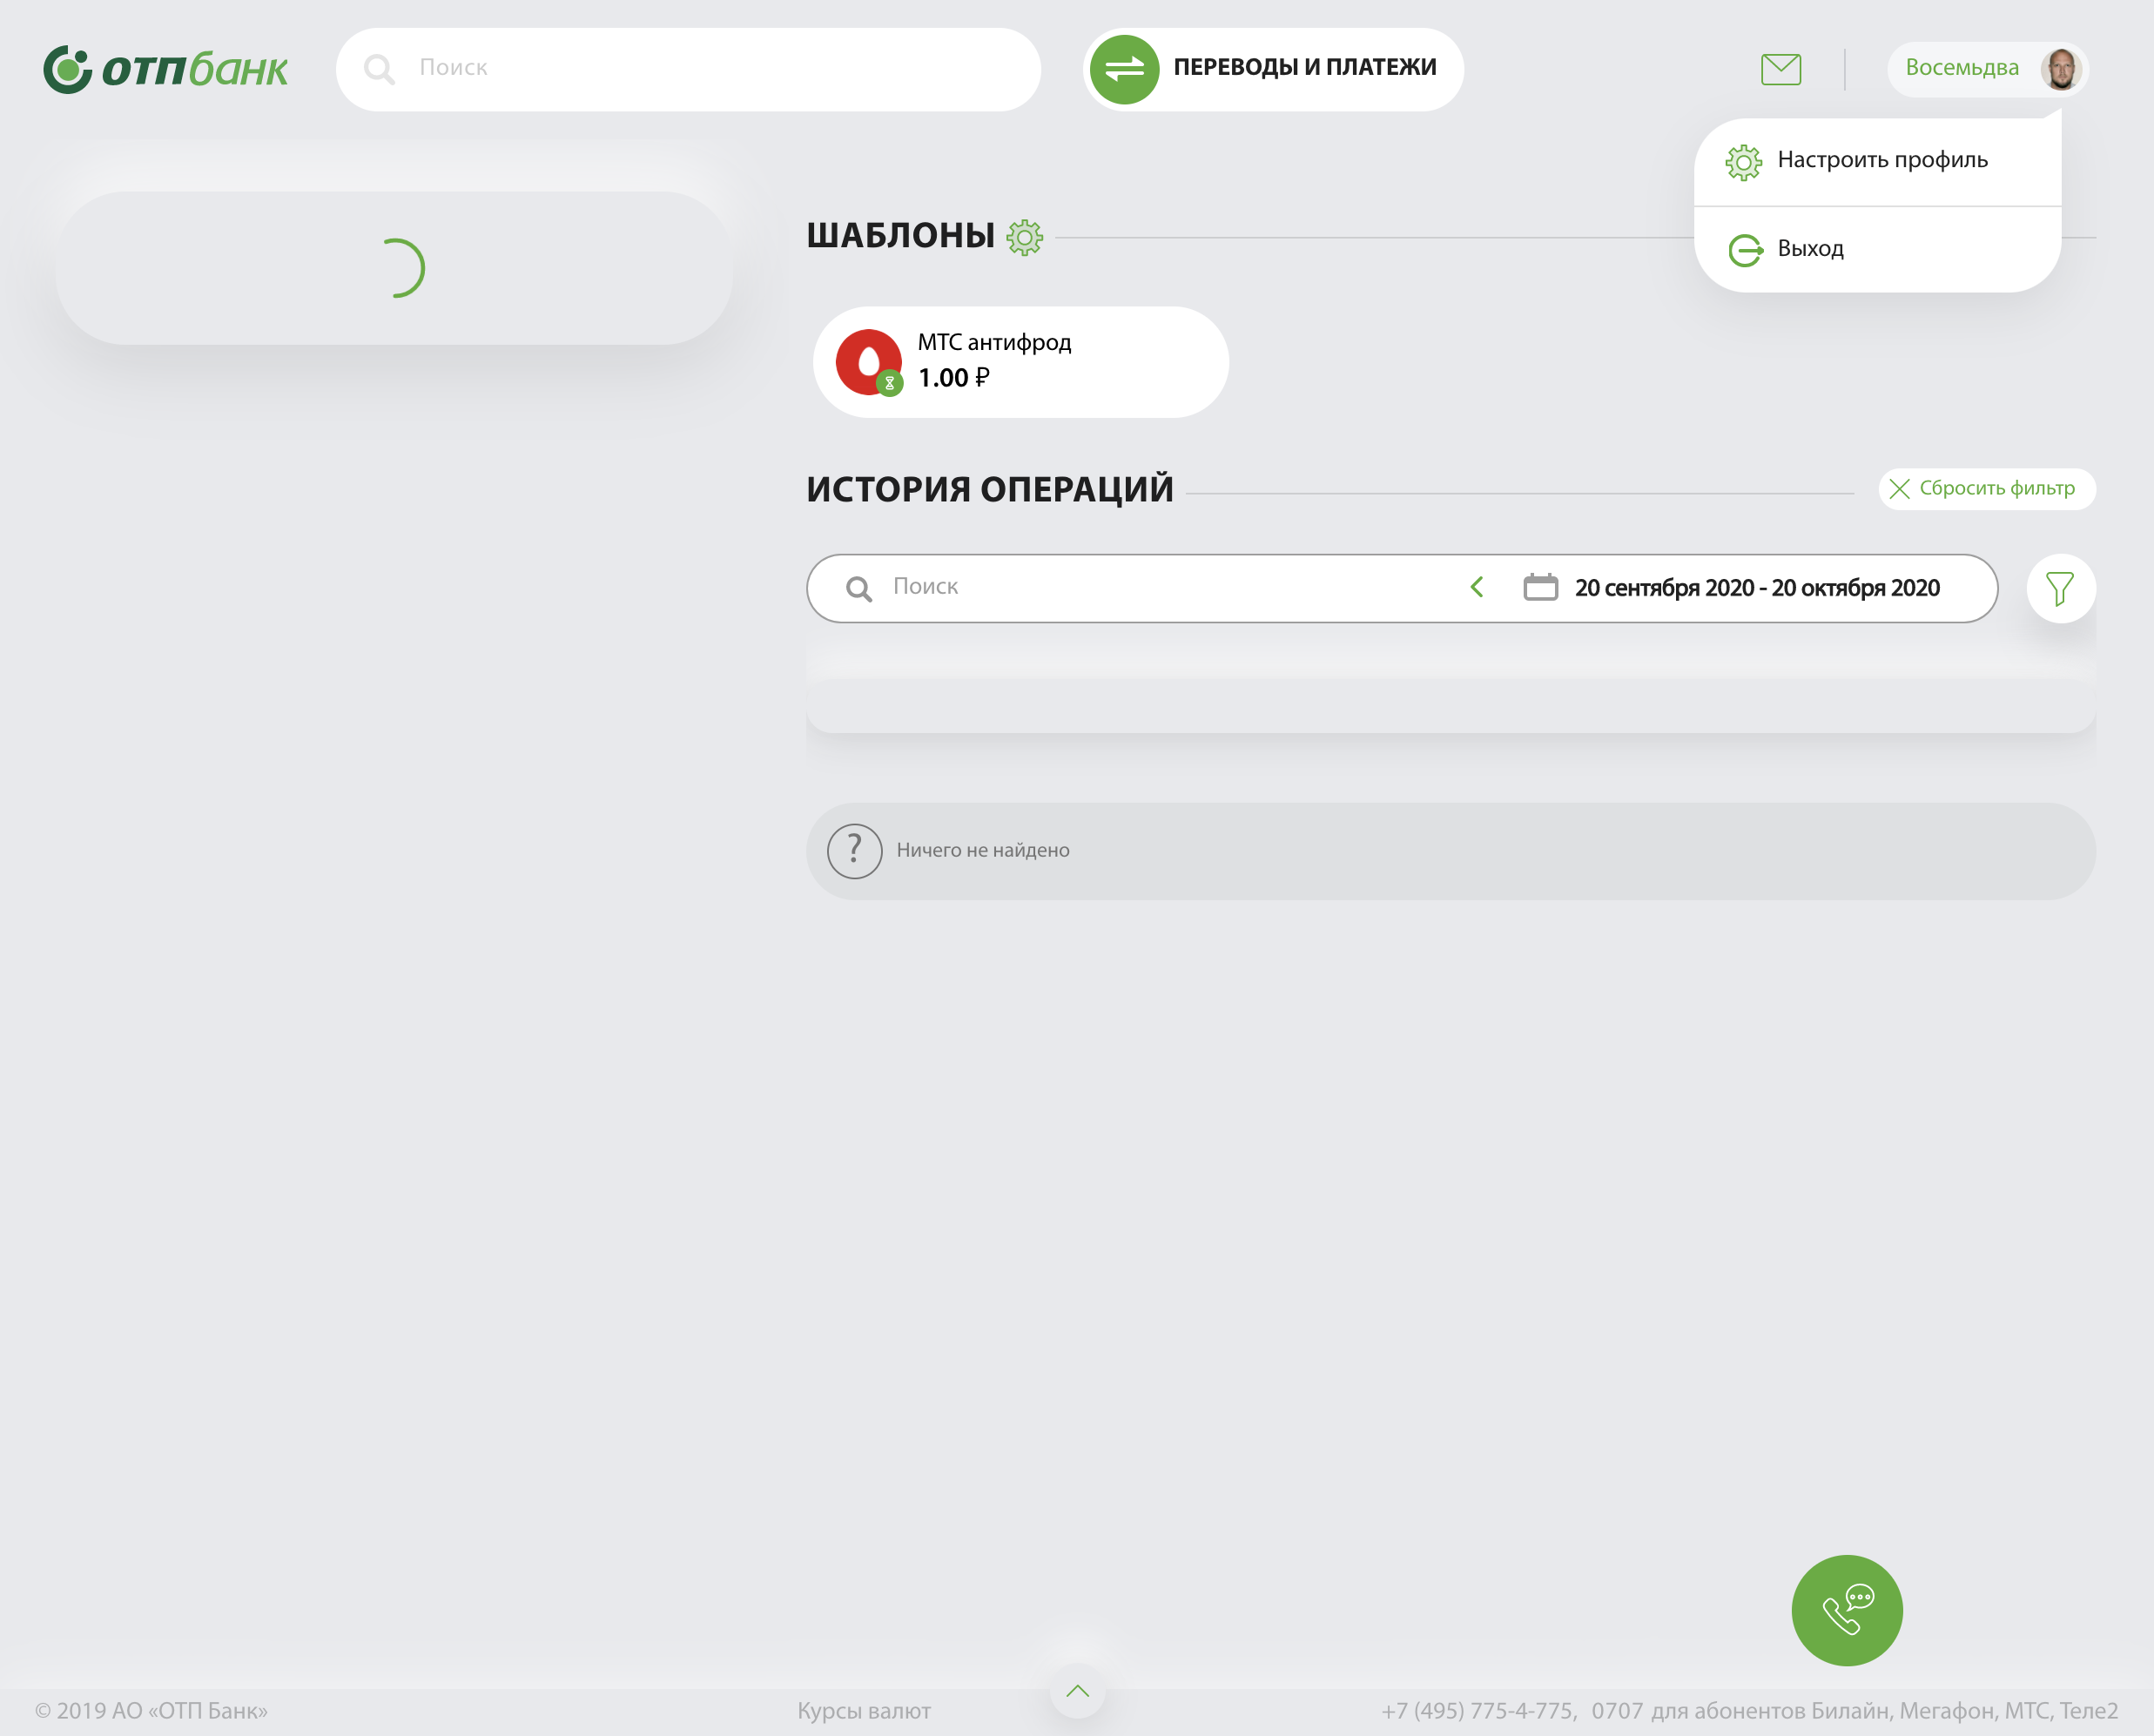 ОТПбанк
Поиск
ПЕРЕВОДЫ И ПЛАТЕЖИ
Восемьдва
Настроить профиль
Выход
ШАБЛОНЫ
МТС антифрод
1.00 ₽
ИСТОРИЯ ОПЕРАЦИЙ
Сбросить фильтр
Поиск
20 сентября 2020 - 20 октября 2020
?
Ничего не найдено
© 2019 АО «ОТП Банк»
Курсы валют
+7 (495) 775-4-775, 0707 для абонентов Билайн, Мегафон, МТС, Теле2